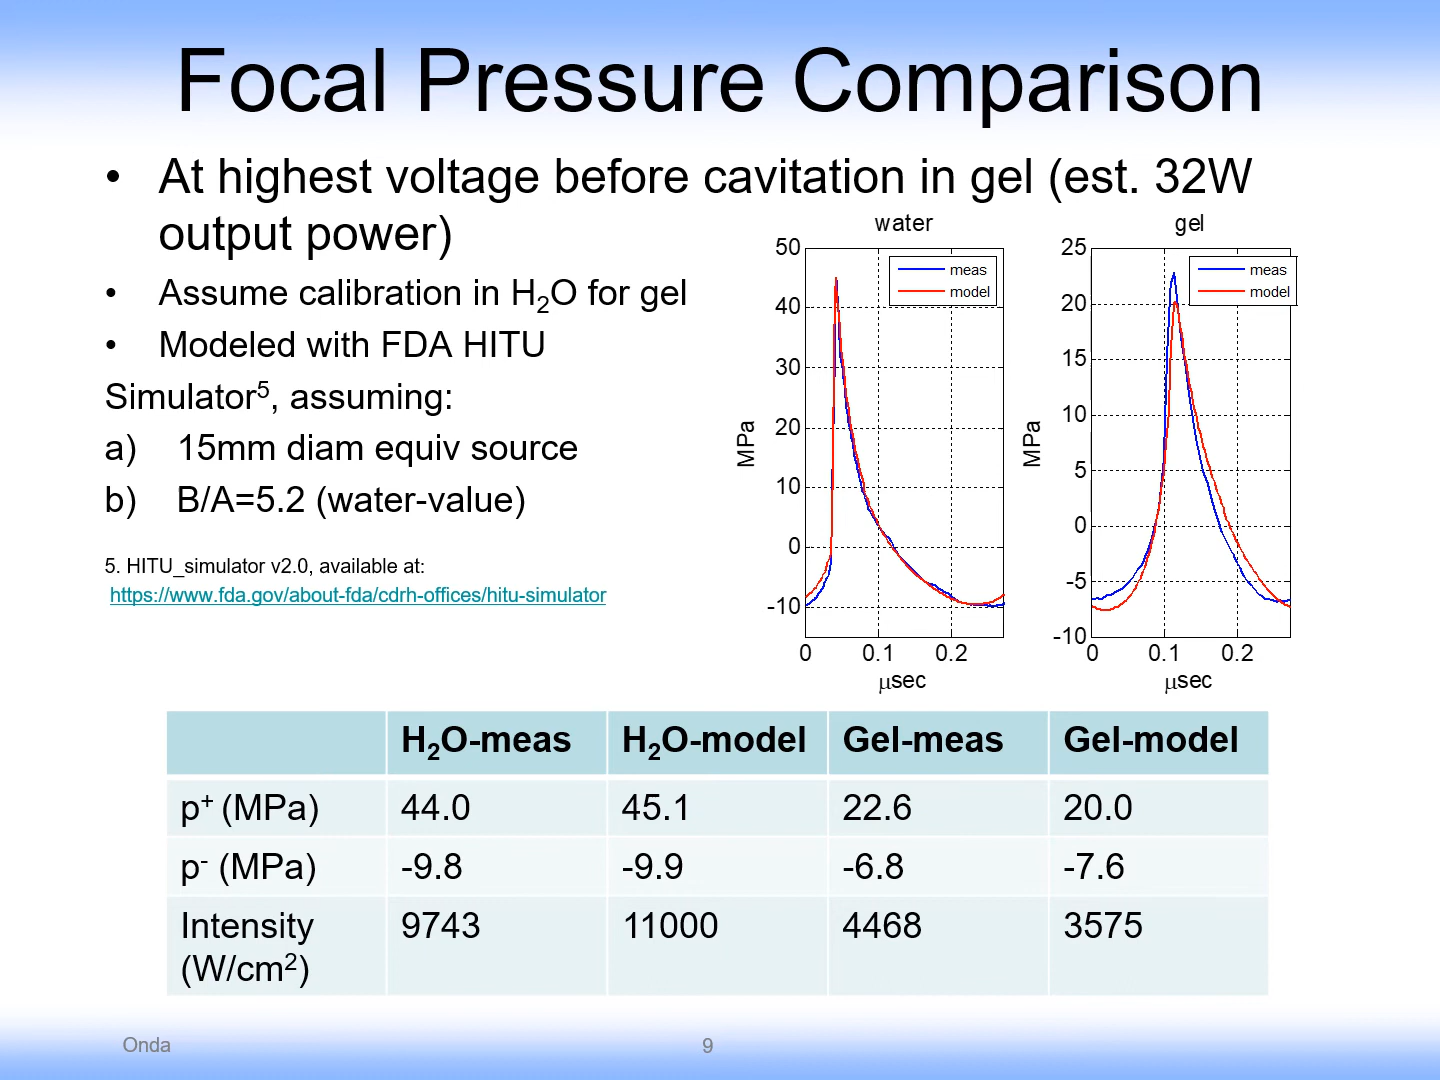 Focal Pressure Comparison
• At highest voltage before cavitation in gel (est. 32W
output power)
• Assume calibration in H₂O for gel
• Modeled with FDA HITU
Simulator⁵, assuming:
a) 15mm diam equiv source
b) B/A=5.2 (water-value)
5. HITU_simulator v2.0, available at:
https://www.fda.gov/about-fda/cdrh-offices/hitu-simulator
water
meas
model
50
40
30
20
10
0
-10
MPa
0 0.1 0.2
μsec
gel
meas
model
25
20
15
10
5
0
-5
-10
MPa
0 0.1 0.2
μsec
H₂O-meas H₂O-model Gel-meas Gel-model
p⁺ (MPa) 44.0 45.1 22.6 20.0
p⁻ (MPa) -9.8 -9.9 -6.8 -7.6
Intensity 9743 11000 4468 3575
(W/cm²)
Onda 9